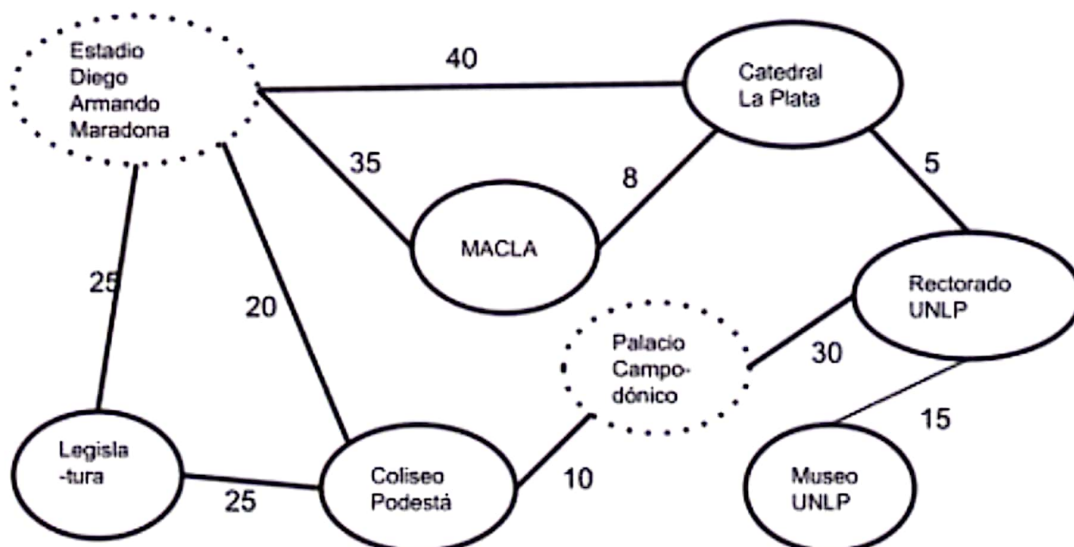 Estadio
Diego
Armando
Maradona
40
Catedral
La Plata
35
8
5
MACLA
25
20
Rectorado
UNLP
Palacio
Campo-
dónico
30
15
Legisla
-tura
25
Coliseo
Podestá
10
Museo
UNLP